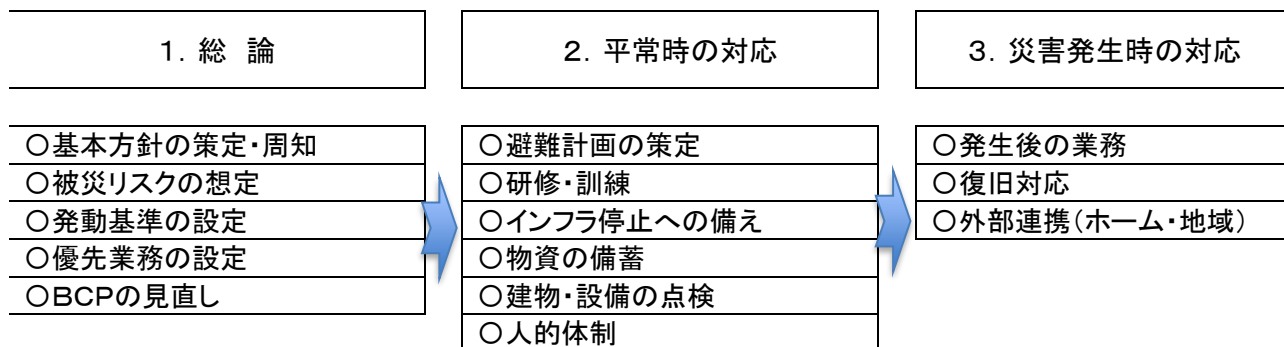 1．総　論
○基本方針の策定・周知
○被災リスクの想定
○発動基準の設定
○優先業務の設定
○BCPの見直し
2．平常時の対応
○避難計画の策定
○研修・訓練
○インフラ停止への備え
○物資の備蓄
○建物・設備の点検
○人的体制
3．災害発生時の対応
○発生後の業務
○復旧対応
○外部連携（ホーム・地域）